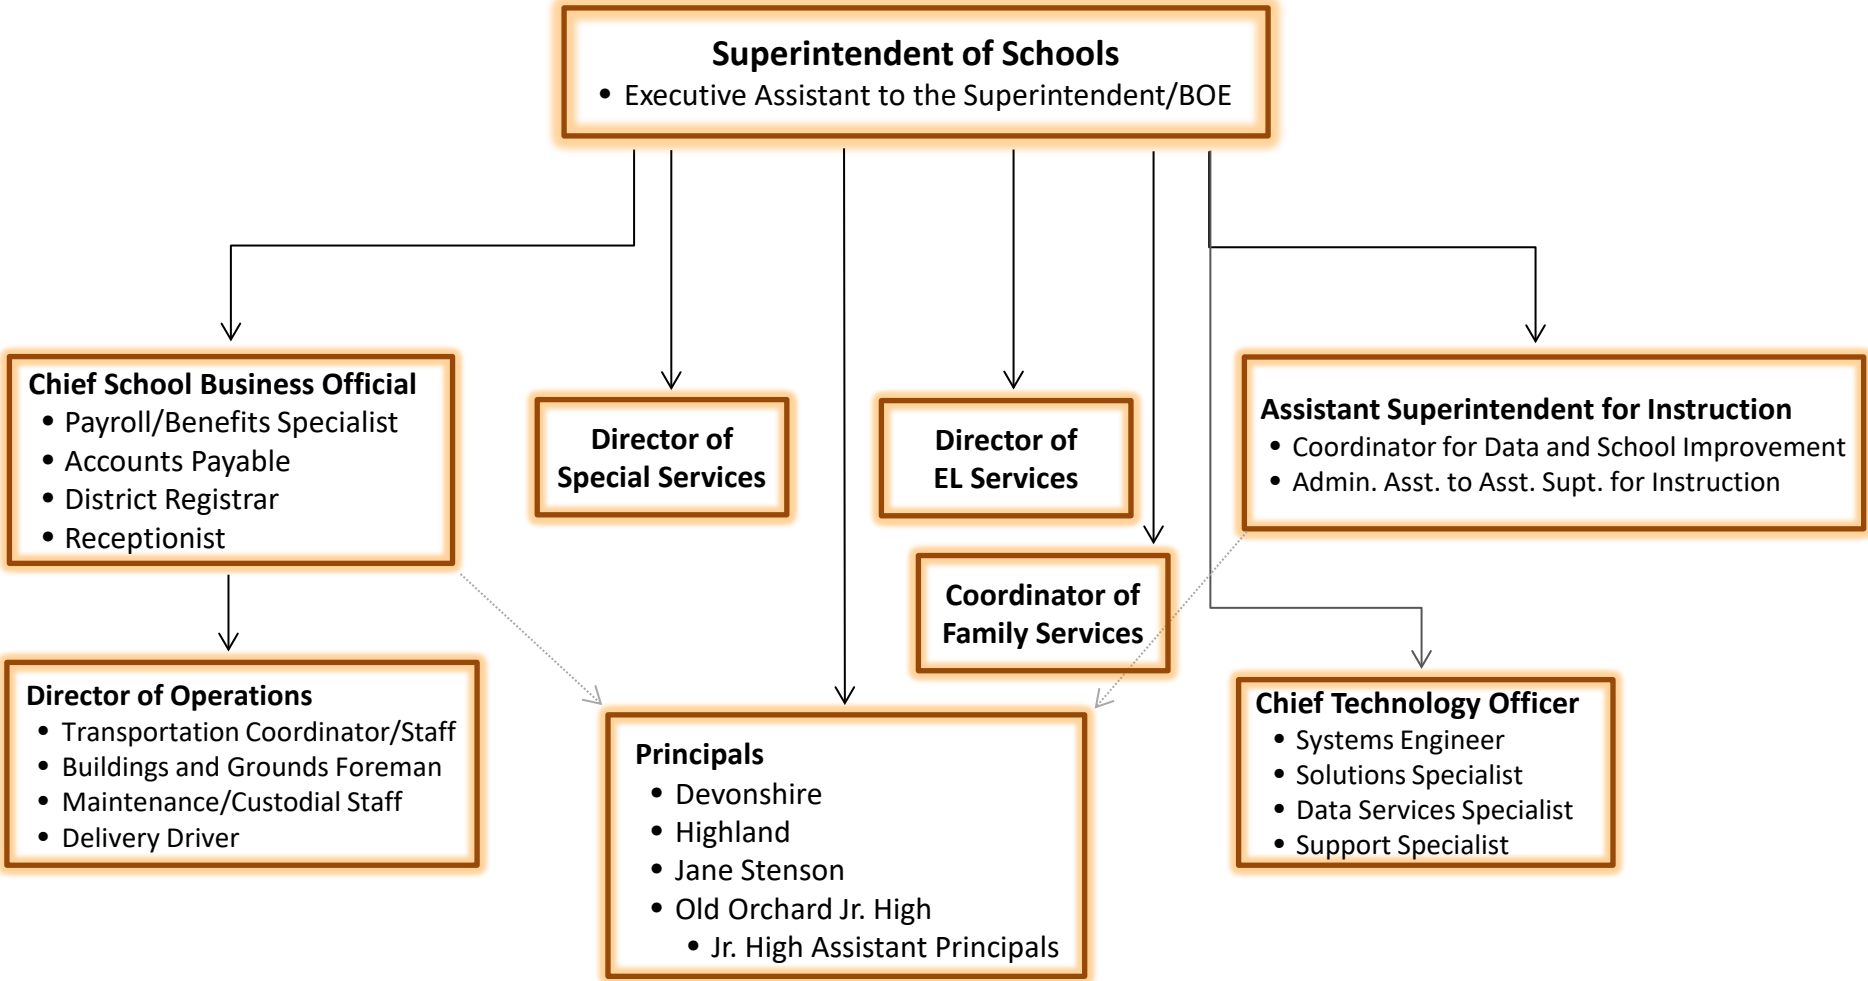 Superintendent of Schools
• Executive Assistant to the Superintendent/BOE
Chief School Business Official
• Payroll/Benefits Specialist
• Accounts Payable
• District Registrar
• Receptionist
Director of
Special Services
Director of
EL Services
Assistant Superintendent for Instruction
• Coordinator for Data and School Improvement
• Admin. Asst. to Asst. Supt. for Instruction
Coordinator of
Family Services
Director of Operations
• Transportation Coordinator/Staff
• Buildings and Grounds Foreman
• Maintenance/Custodial Staff
• Delivery Driver
Principals
• Devonshire
• Highland
• Jane Stenson
• Old Orchard Jr. High
• Jr. High Assistant Principals
Chief Technology Officer
• Systems Engineer
• Solutions Specialist
• Data Services Specialist
• Support Specialist